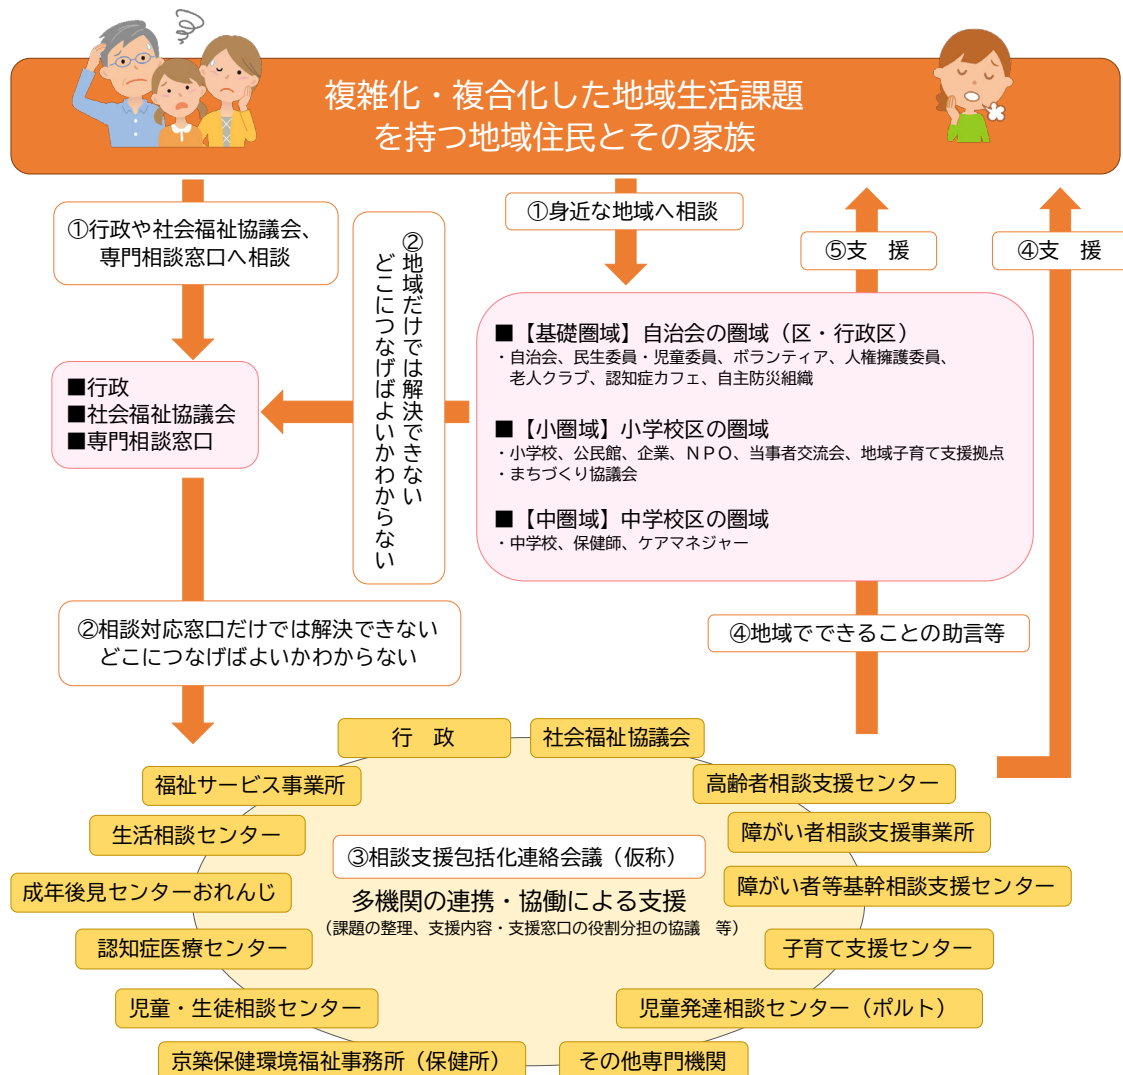 複雑化・複合化した地域生活課題
を持つ地域住民とその家族
①行政や社会福祉協議会、
専門相談窓口へ相談
②地域だけでは解決できない
どこにつなげばよいかわからない
①身近な地域へ相談
⑤支　援
④支　援
■行政
■社会福祉協議会
■専門相談窓口
■【基礎圏域】自治会の圏域（区・行政区）
・自治会、民生委員・児童委員、ボランティア、人権擁護委員、
老人クラブ、認知症カフェ、自主防災組織
■【小圏域】小学校区の圏域
・小学校、公民館、企業、ＮＰＯ、当事者交流会、地域子育て支援拠点
・まちづくり協議会
■【中圏域】中学校区の圏域
・中学校、保健師、ケアマネジャー
②相談対応窓口だけでは解決できない
どこにつなげばよいかわからない
④地域でできることの助言等
行　政
社会福祉協議会
福祉サービス事業所
高齢者相談支援センター
生活相談センター
障がい者相談支援事業所
③相談支援包括化連絡会議（仮称）
成年後見センターおれんじ
障がい者等基幹相談支援センター
多機関の連携・協働による支援
（課題の整理、支援内容・支援窓口の役割分担の協議　等）
認知症医療センター
子育て支援センター
児童・生徒相談センター
児童発達相談センター（ポルト）
京築保健環境福祉事務所（保健所）
その他専門機関